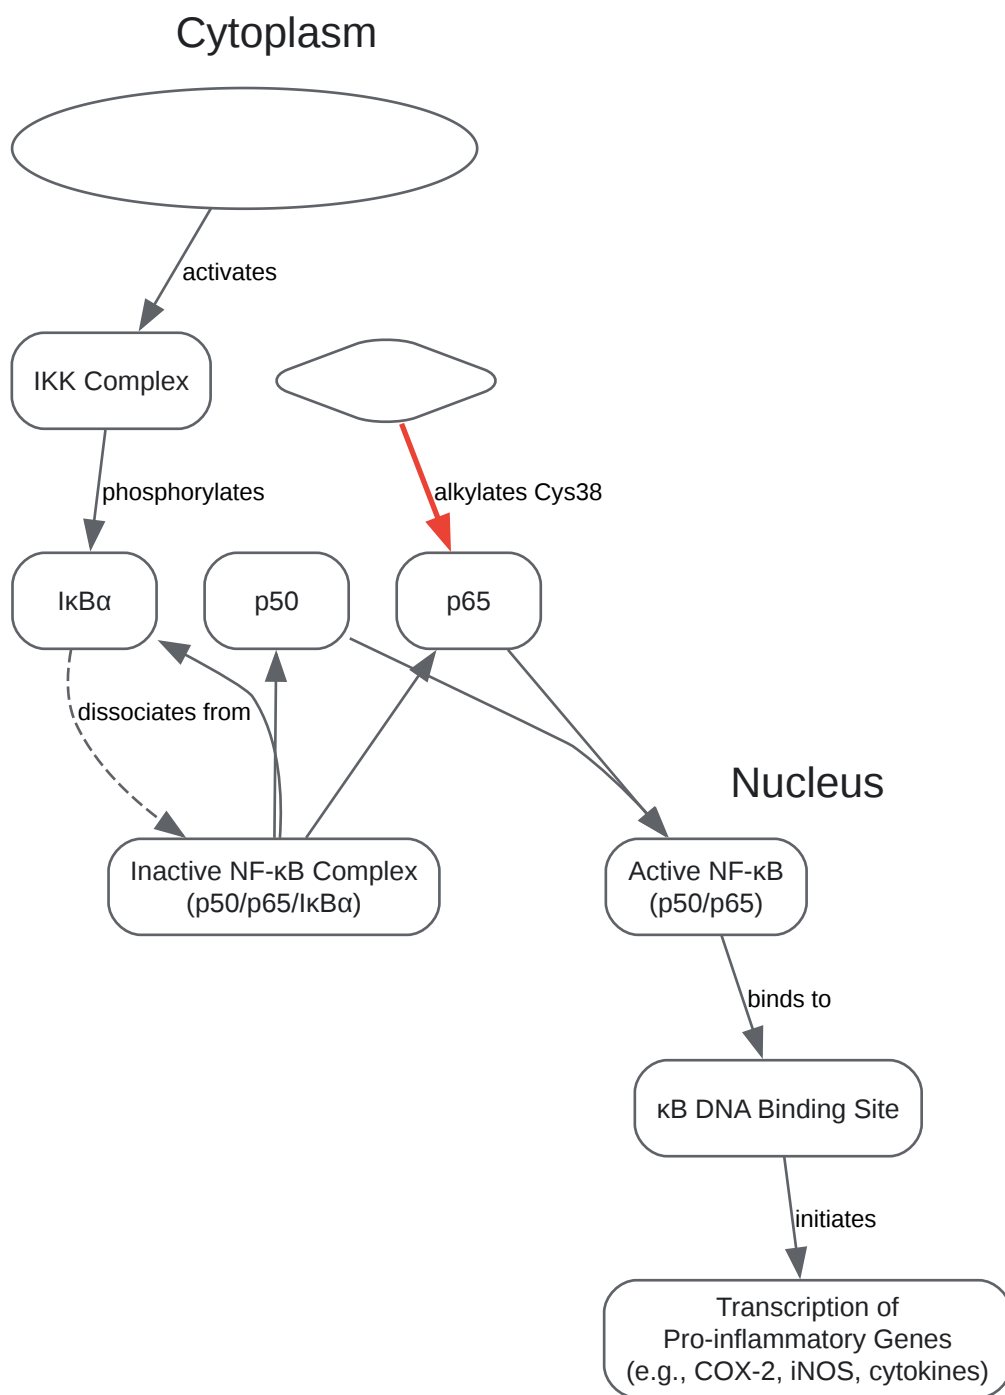 Cytoplasm
activates
IKK Complex
phosphorylates
alkylates Cys38
IκBα
p50
p65
dissociates from
Nucleus
Inactive NF-κB Complex
(p50/p65/IκBα)
Active NF-κB
(p50/p65)
binds to
κB DNA Binding Site
initiates
Transcription of
Pro-inflammatory Genes
(e.g., COX-2, iNOS, cytokines)